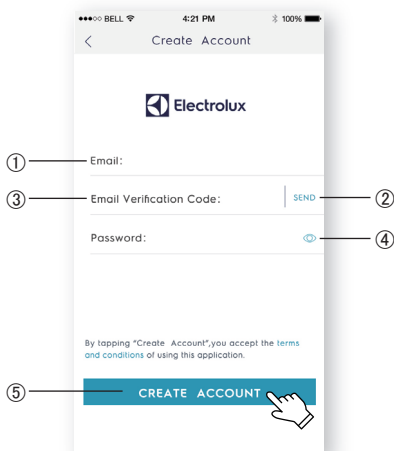 ●●●○○ BELL 4:21 PM 100%
< Create Account
Electrolux
① Email:
③ Email Verification Code: SEND ②
Password: ④
By tapping “Create Account”,you accept the terms
and conditions of using this application.
⑤ CREATE ACCOUNT